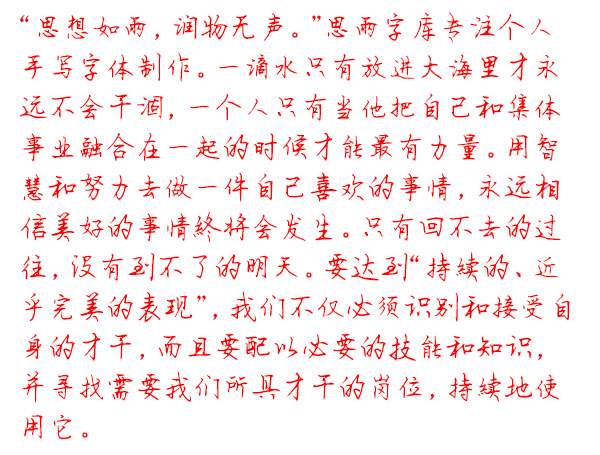 “思想如雨，润物无声。”思雨字库专注个人
手写字体制作。一滴水只有放进大海里才永
远不会干涸，一个人只有当他把自己和集体
事业融合在一起的时候才能最有力量。用智
慧和努力去做一件自己喜欢的事情，永远相
信美好的事情终将会发生。只有回不去的过
往，没有到不了的明天。要达到“持续的、近
乎完美的表现”，我们不仅必须识别和接受自
身的才干，而且要配以必要的技能和知识，
并寻找需要我们所具才干的岗位，持续地使
用它。